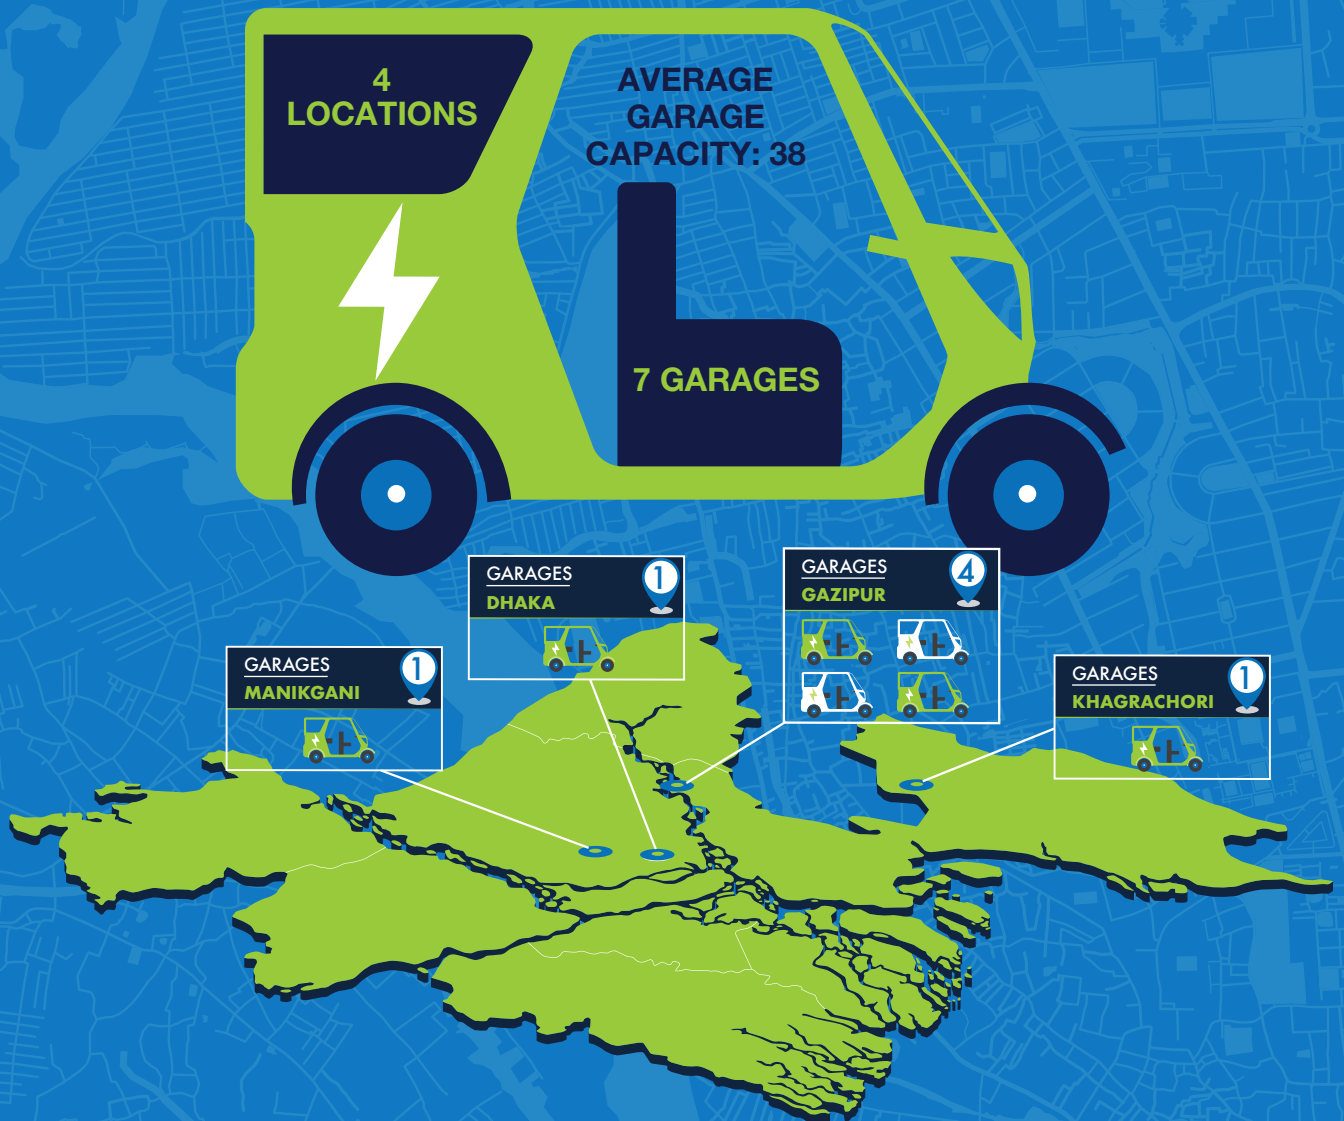 4
LOCATIONS
AVERAGE
GARAGE
CAPACITY: 38
7 GARAGES
GARAGES
DHAKA
1
GARAGES
GAZIPUR
4
GARAGES
MANIKGANI
1
GARAGES
KHAGRACHORI
1